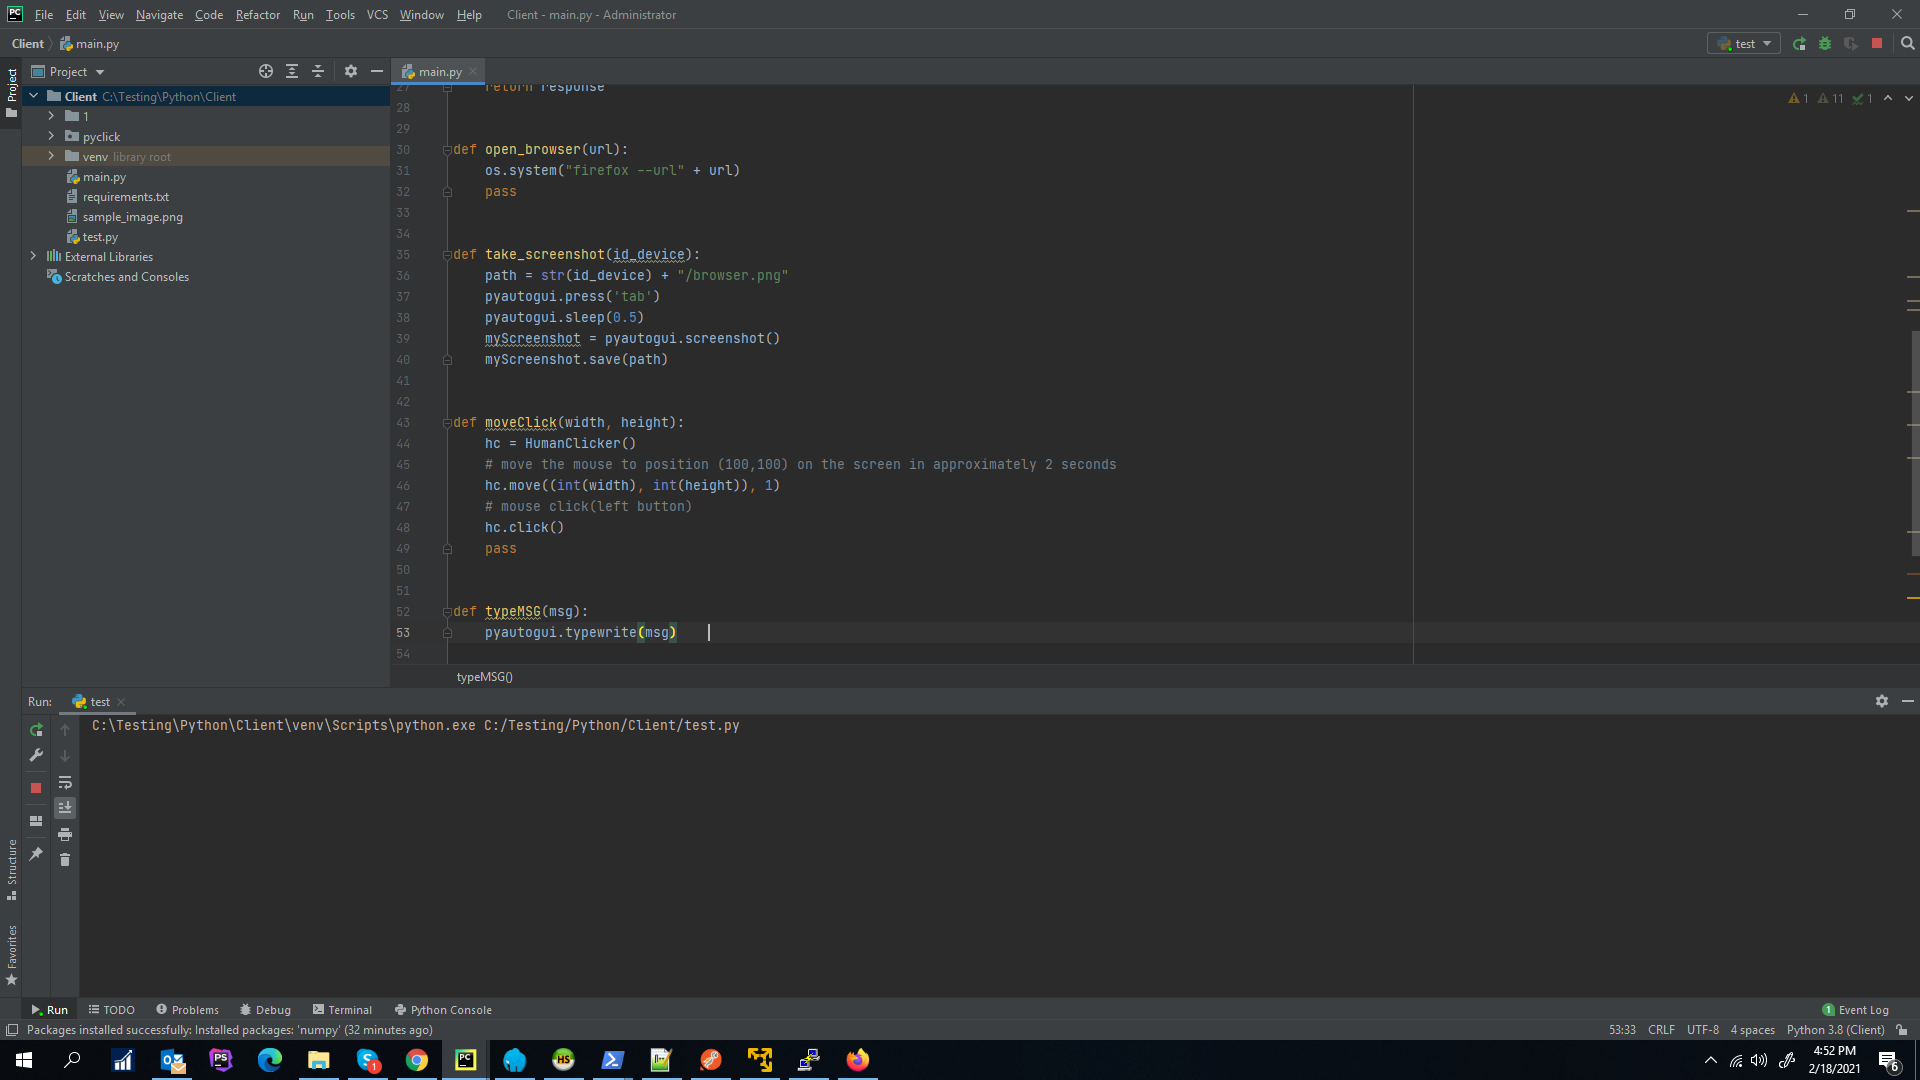 File Edit View Navigate Code Refactor Run Tools VCS Window Help Client - main.py - Administrator
Client main.py test
Project main.py
Project
Client C:\Testing\Python\Client
1
pyclick
venv library root
main.py
requirements.txt
sample_image.png
test.py
External Libraries
Scratches and Consoles
1 11 1
27 return response
28
29
30 def open_browser(url):
31 os.system("firefox --url" + url)
32 pass
33
34
35 def take_screenshot(id_device):
36 path = str(id_device) + "/browser.png"
37 pyautogui.press('tab')
38 pyautogui.sleep(0.5)
39 myScreenshot = pyautogui.screenshot()
40 myScreenshot.save(path)
41
42
43 def moveClick(width, height):
44 hc = HumanClicker()
45 # move the mouse to position (100,100) on the screen in approximately 2 seconds
46 hc.move((int(width), int(height)), 1)
47 # mouse click(left button)
48 hc.click()
49 pass
50
51
52 def typeMSG(msg):
53 pyautogui.typewrite(msg)
54
typeMSG()
Run: test
C:\Testing\Python\Client\venv\Scripts\python.exe C:/Testing/Python/Client/test.py
Structure
Favorites
Run TODO Problems Debug Terminal Python Console 1 Event Log
Packages installed successfully: Installed packages: 'numpy' (32 minutes ago) 53:33 CRLF UTF-8 4 spaces Python 3.8 (Client)
4:52 PM
2/18/2021
6